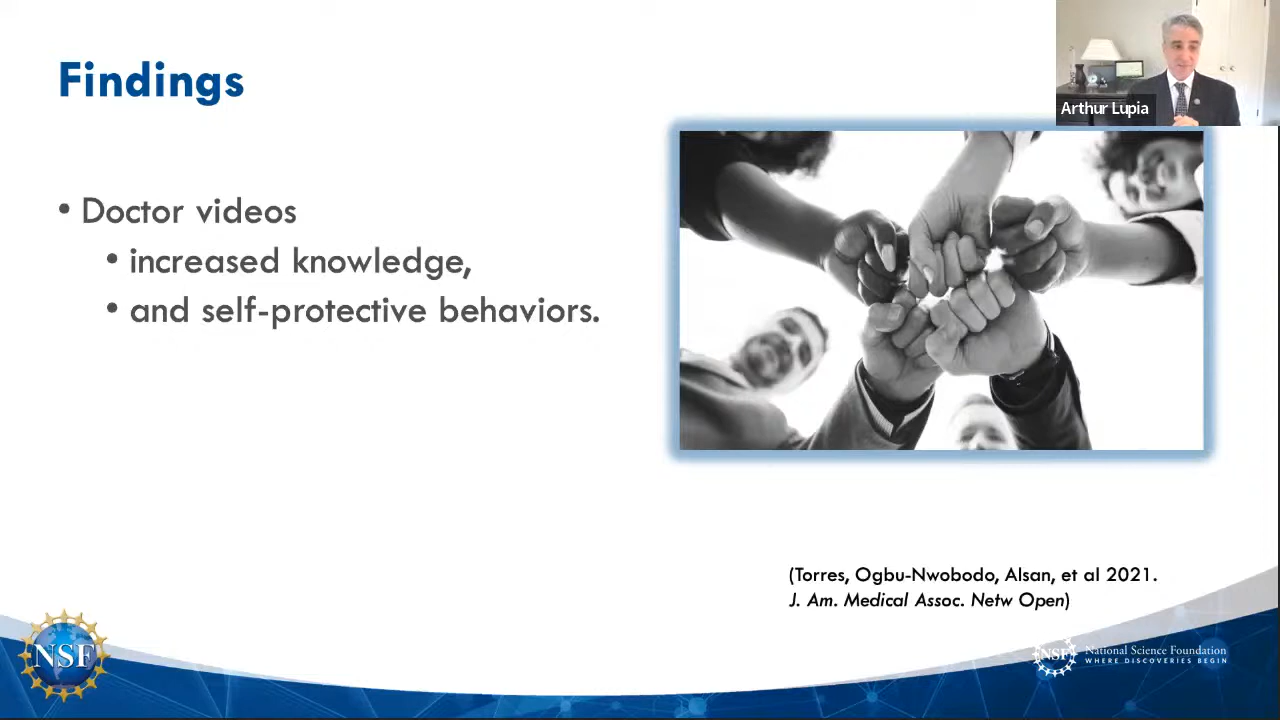 Findings
Arthur Lupia
• Doctor videos
• increased knowledge,
• and self-protective behaviors.
(Torres, Ogbu-Nwobodo, Alsan, et al 2021.
J. Am. Medical Assoc. Netw Open)
NSF
NSF
National Science Foundation
WHERE DISCOVERIES BEGIN